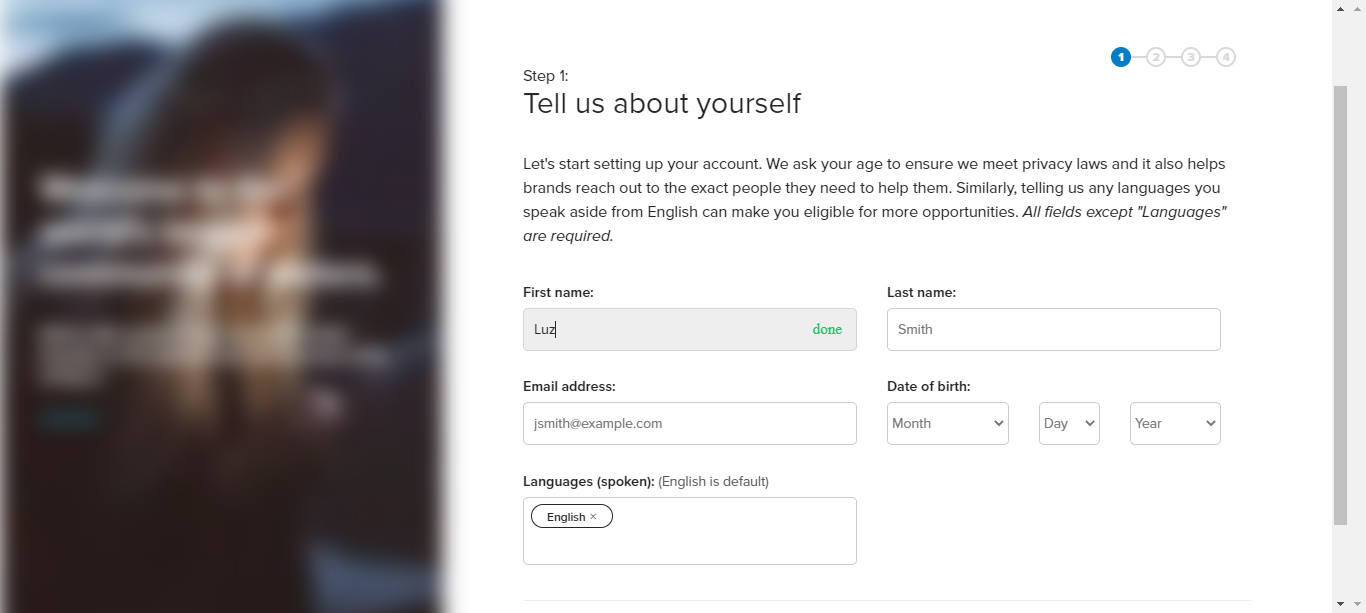 1 2 3 4
Step 1:
Tell us about yourself
Let's start setting up your account. We ask your age to ensure we meet privacy laws and it also helps
brands reach out to the exact people they need to help them. Similarly, telling us any languages you
speak aside from English can make you eligible for more opportunities. All fields except "Languages"
are required.
First name: Last name:
Luz done Smith
Email address: Date of birth:
jsmith@example.com Month Day Year
Languages (spoken): (English is default)
English ×